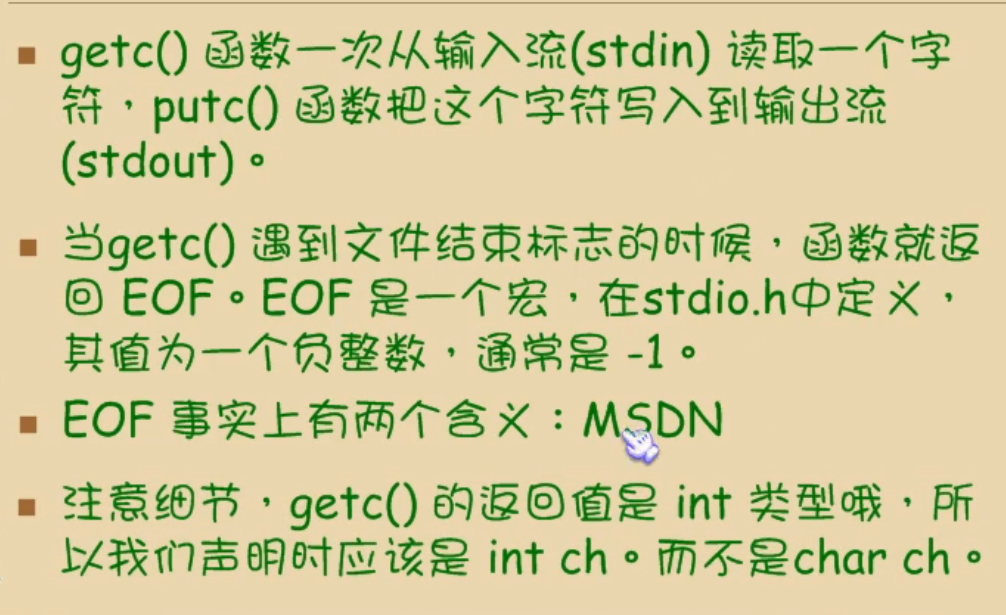 getc() 函数一次从输入流(stdin) 读取一个字
符，putc() 函数把这个字符写入到输出流
(stdout)。
当getc() 遇到文件结束标志的时候，函数就返
回 EOF。EOF 是一个宏，在stdio.h中定义，
其值为一个负整数，通常是 -1。
EOF 事实上有两个含义：MSDN
注意细节，getc() 的返回值是 int 类型哦，所
以我们声明时应该是 int ch。而不是char ch。